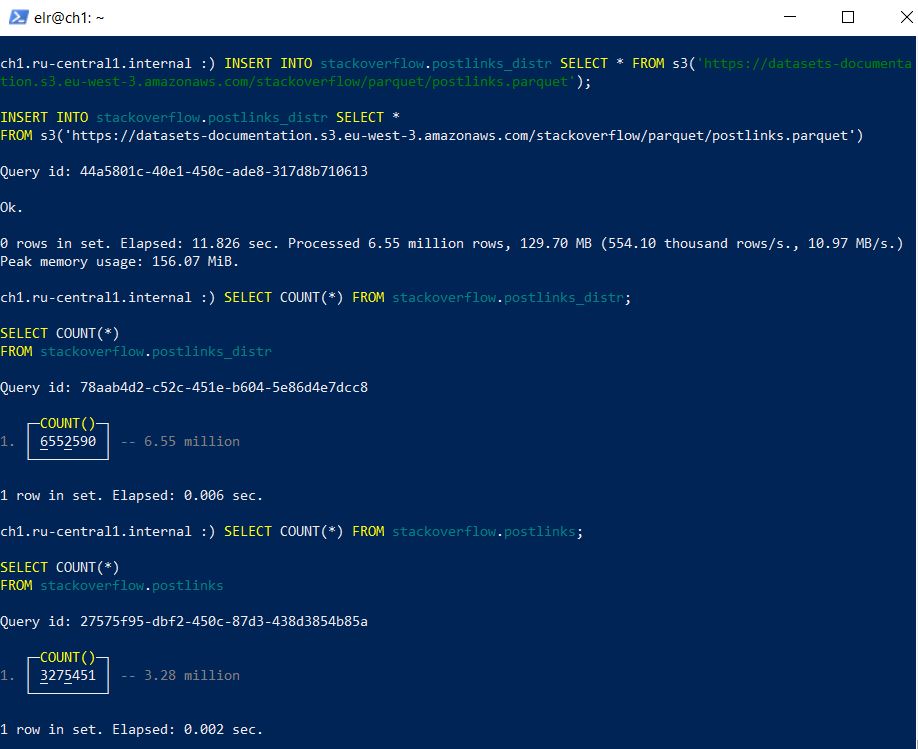 elr@ch1: ~
ch1.ru-central1.internal :) INSERT INTO stackoverflow.postlinks_distr SELECT * FROM s3('https://datasets-documenta
tion.s3.eu-west-3.amazonaws.com/stackoverflow/parquet/postlinks.parquet');
INSERT INTO stackoverflow.postlinks_distr SELECT *
FROM s3('https://datasets-documentation.s3.eu-west-3.amazonaws.com/stackoverflow/parquet/postlinks.parquet')
Query id: 44a5801c-40e1-450c-ade8-317d8b710613
Ok.
0 rows in set. Elapsed: 11.826 sec. Processed 6.55 million rows, 129.70 MB (554.10 thousand rows/s., 10.97 MB/s.)
Peak memory usage: 156.07 MiB.
ch1.ru-central1.internal :) SELECT COUNT(*) FROM stackoverflow.postlinks_distr;
SELECT COUNT(*)
FROM stackoverflow.postlinks_distr
Query id: 78aab4d2-c52c-451e-b604-5e86d4e7dcc8
COUNT()
1. 6552590 -- 6.55 million
1 row in set. Elapsed: 0.006 sec.
ch1.ru-central1.internal :) SELECT COUNT(*) FROM stackoverflow.postlinks;
SELECT COUNT(*)
FROM stackoverflow.postlinks
Query id: 27575f95-dbf2-450c-87d3-438d3854b85a
COUNT()
1. 3275451 -- 3.28 million
1 row in set. Elapsed: 0.002 sec.